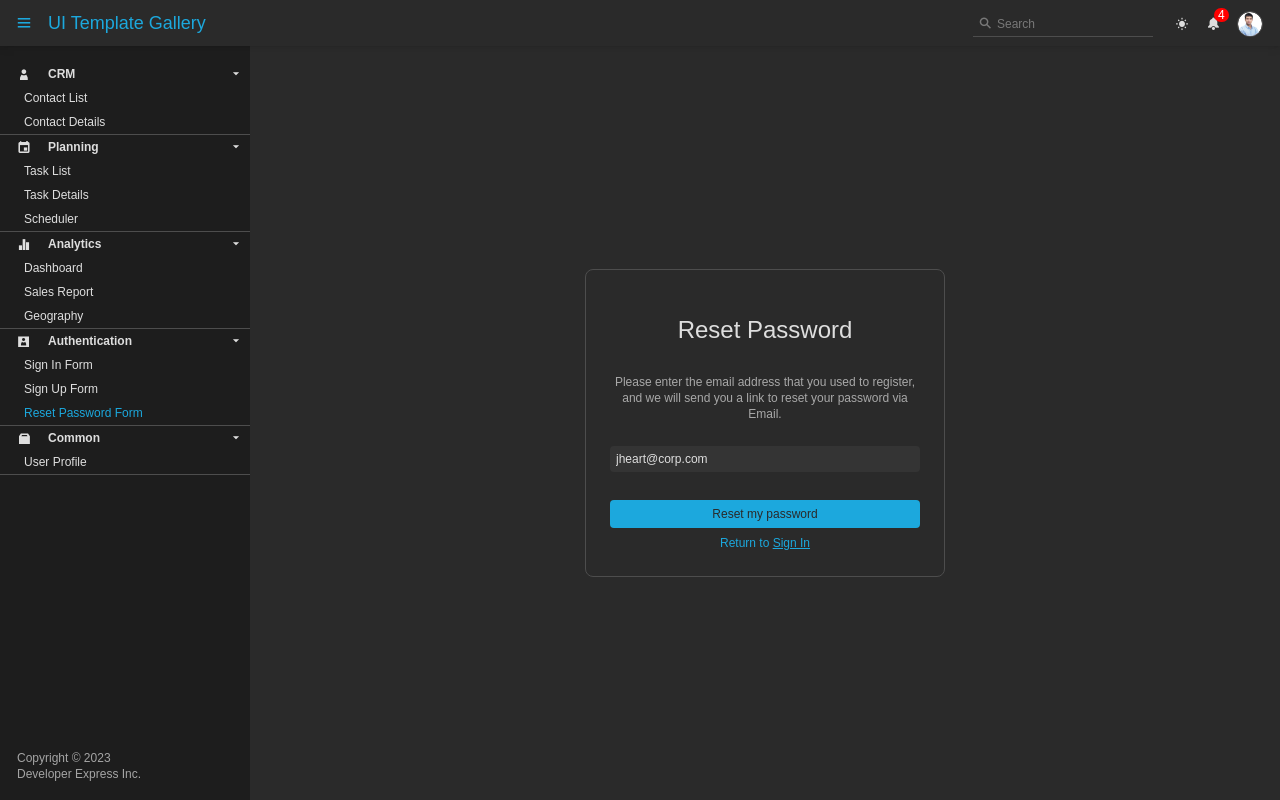 UI Template Gallery
Search
4
CRM
Contact List
Contact Details
Planning
Task List
Task Details
Scheduler
Analytics
Dashboard
Sales Report
Geography
Authentication
Sign In Form
Sign Up Form
Reset Password Form
Common
User Profile
Copyright © 2023
Developer Express Inc.
Reset Password
Please enter the email address that you used to register,
and we will send you a link to reset your password via
Email.
jheart@corp.com
Reset my password
Return to Sign In